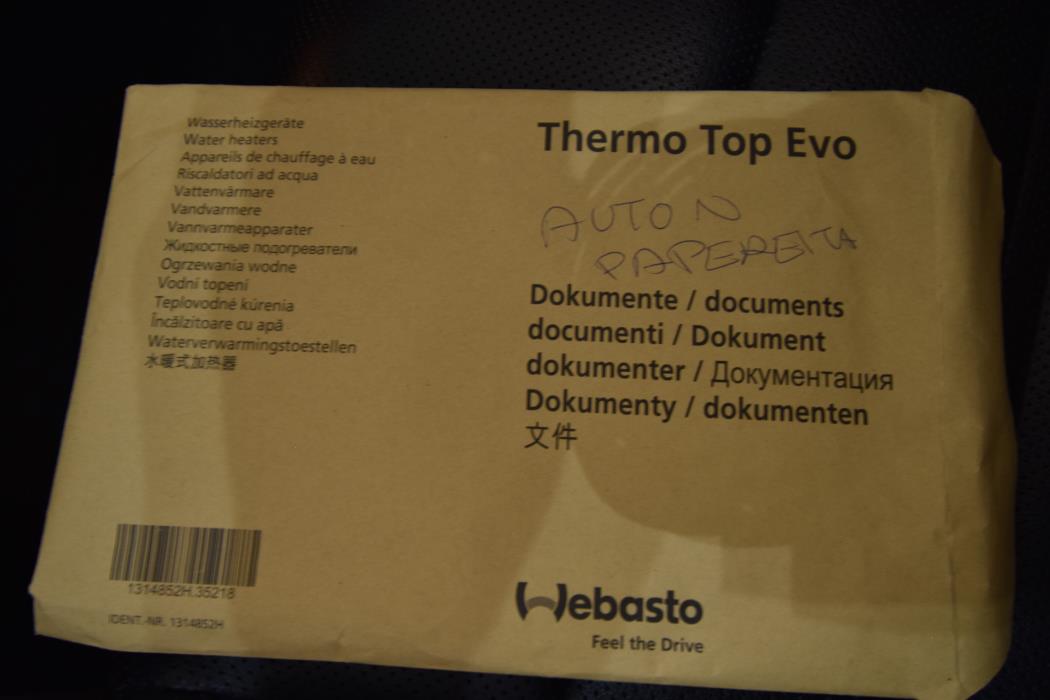 Wasserheizgeräte
Water heaters
Appareils de chauffage à eau
Riscaldatori ad acqua
Vattenvärmare
Vandvarmere
Vannvarmeapparater
Жидкостные подогреватели
Ogrzewania wodne
Vodní topení
Teplovodné kúrenia
Încălzitoare cu apă
Waterverwarmingstoestellen
水暖式加热器
1314852H.35218
IDENT.-NR. 1314852H
Thermo Top Evo
AUTON
PAPEREITA
Dokumente / documents
documenti / Dokument
dokumenter / Документация
Dokumenty / dokumenten
文件
Webasto
Feel the Drive